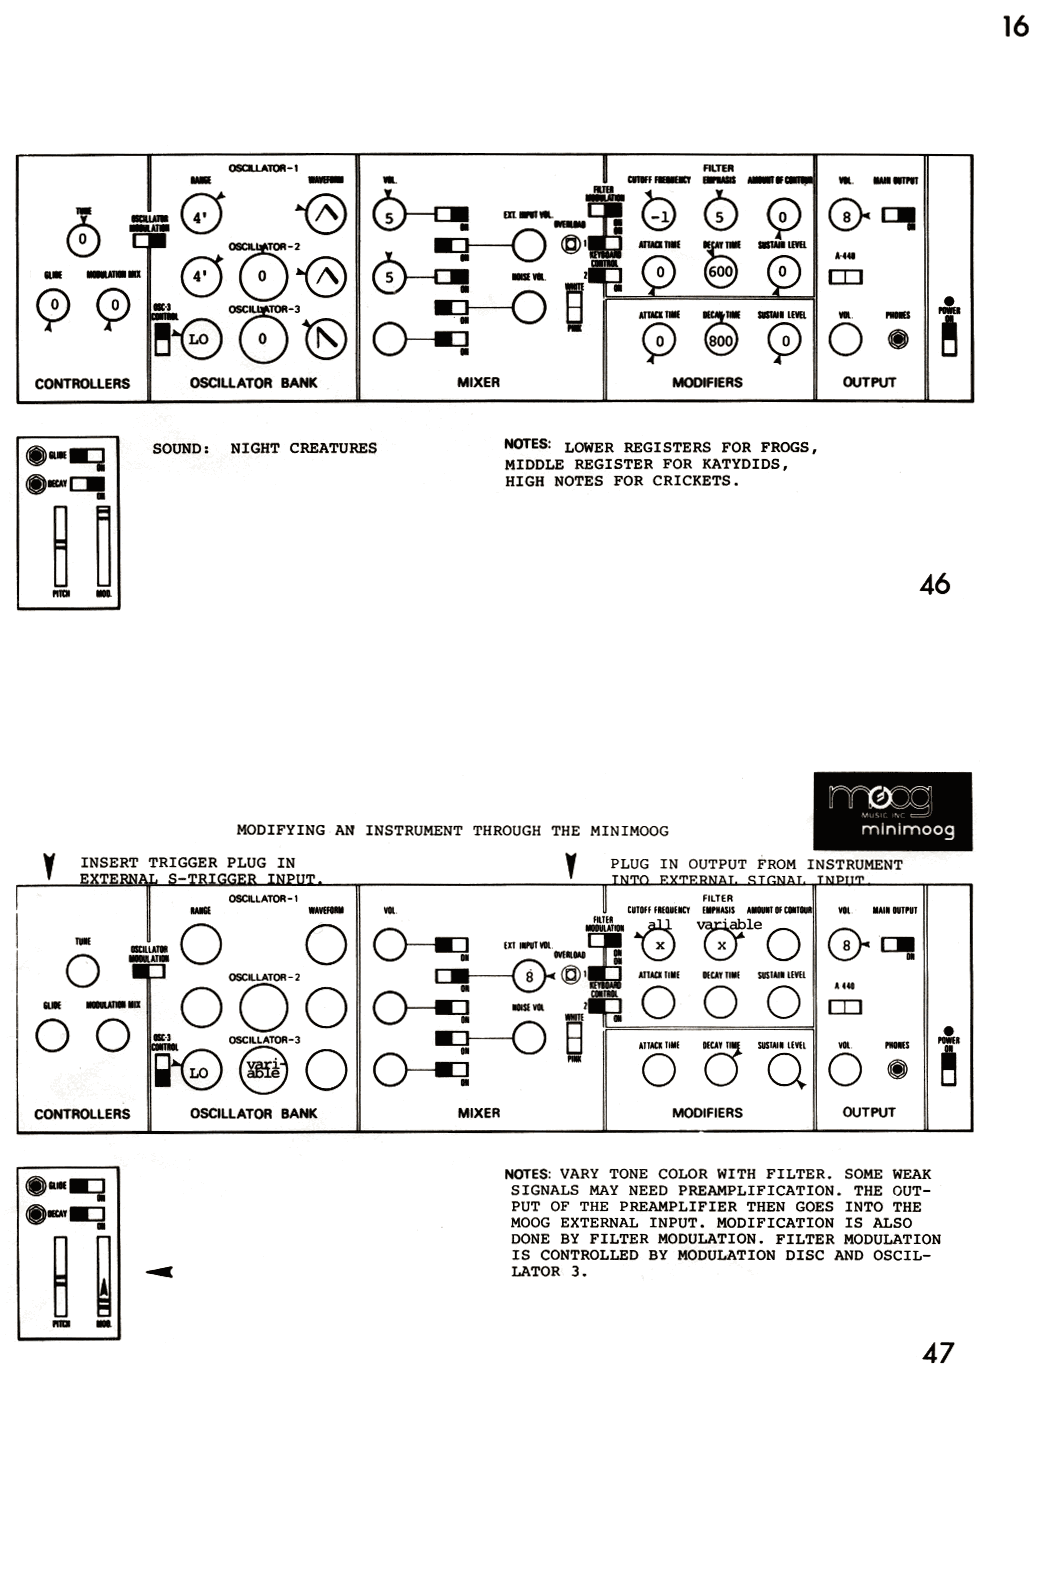 16
OSCILLATOR-1
FILTER
RANGE
WAVEFORM
VOL.
CUTOFF FREQUENCY
EMPHASIS
AMOUNT OF CONTOUR
VOL.
MAIN OUTPUT
FILTER
MODULATION
TUNE
OSCILLATOR
MODULATION
4'
5
EXT. INPUT VOL.
OVERLOAD
-1
5
0
8
0
ON
ON
ON
ON
OSCILLATOR-2
1
KEYBOARD
CONTROL
ATTACK TIME
DECAY TIME
SUSTAIN LEVEL
A-440
GLIDE
MODULATION MIX
4'
0
5
NOISE VOL.
2
WHITE
0
600
0
ON
ON
0
0
OSC-3
CONTROL
OSCILLATOR-3
ON
PINK
ATTACK TIME
DECAY TIME
SUSTAIN LEVEL
VOL.
PHONES
POWER
ON
LO
0
0
800
0
ON
CONTROLLERS
OSCILLATOR BANK
MIXER
MODIFIERS
OUTPUT
GLIDE
ON
DECAY
ON
PITCH
MOD.
SOUND: NIGHT CREATURES
NOTES: LOWER REGISTERS FOR FROGS,
MIDDLE REGISTER FOR KATYDIDS,
HIGH NOTES FOR CRICKETS.
46
moog
MUSIC INC
minimoog
MODIFYING AN INSTRUMENT THROUGH THE MINIMOOG
INSERT TRIGGER PLUG IN
EXTERNAL S-TRIGGER INPUT.
PLUG IN OUTPUT FROM INSTRUMENT
INTO EXTERNAL SIGNAL INPUT.
OSCILLATOR-1
FILTER
RANGE
WAVEFORM
VOL.
CUTOFF FREQUENCY
EMPHASIS
AMOUNT OF CONTOUR
VOL.
MAIN OUTPUT
FILTER
MODULATION
all
variable
TUNE
OSCILLATOR
MODULATION
EXT INPUT VOL.
OVERLOAD
x
x
8
ON
ON
ON
ON
OSCILLATOR-2
8
1
KEYBOARD
CONTROL
ATTACK TIME
DECAY TIME
SUSTAIN LEVEL
A 440
ON
GLIDE
MODULATION MIX
NOISE VOL
2
WHITE
ON
ON
OSC-3
CONTROL
OSCILLATOR-3
ON
PINK
ATTACK TIME
DECAY TIME
SUSTAIN LEVEL
VOL.
PHONES
POWER
ON
LO
vari-
able
ON
CONTROLLERS
OSCILLATOR BANK
MIXER
MODIFIERS
OUTPUT
GLIDE
ON
DECAY
ON
PITCH
MOD.
NOTES: VARY TONE COLOR WITH FILTER. SOME WEAK
SIGNALS MAY NEED PREAMPLIFICATION. THE OUT-
PUT OF THE PREAMPLIFIER THEN GOES INTO THE
MOOG EXTERNAL INPUT. MODIFICATION IS ALSO
DONE BY FILTER MODULATION. FILTER MODULATION
IS CONTROLLED BY MODULATION DISC AND OSCIL-
LATOR 3.
47